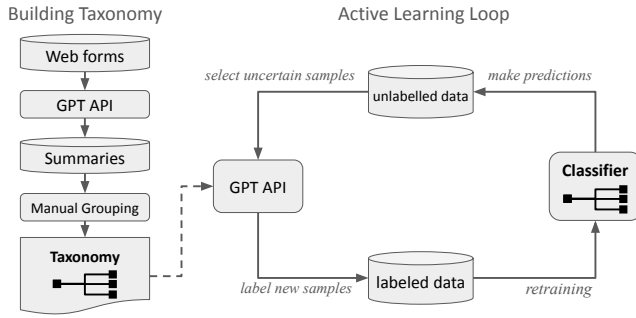 Building Taxonomy
Web forms
GPT API
Summaries
Manual Grouping
Taxonomy
Active Learning Loop
select uncertain samples
unlabelled data
make predictions
GPT API
Classifier
label new samples
labeled data
retraining